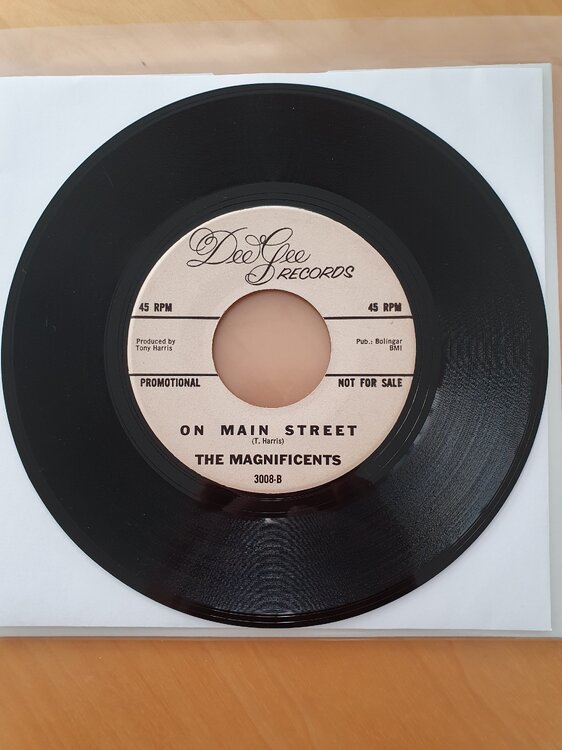 Dee Gee
RECORDS
45 RPM
45 RPM
Produced by
Tony Harris
Pub.: Bolingar
BMI
PROMOTIONAL
NOT FOR SALE
ON MAIN STREET
(T. Harris)
THE MAGNIFICENTS
3008-B